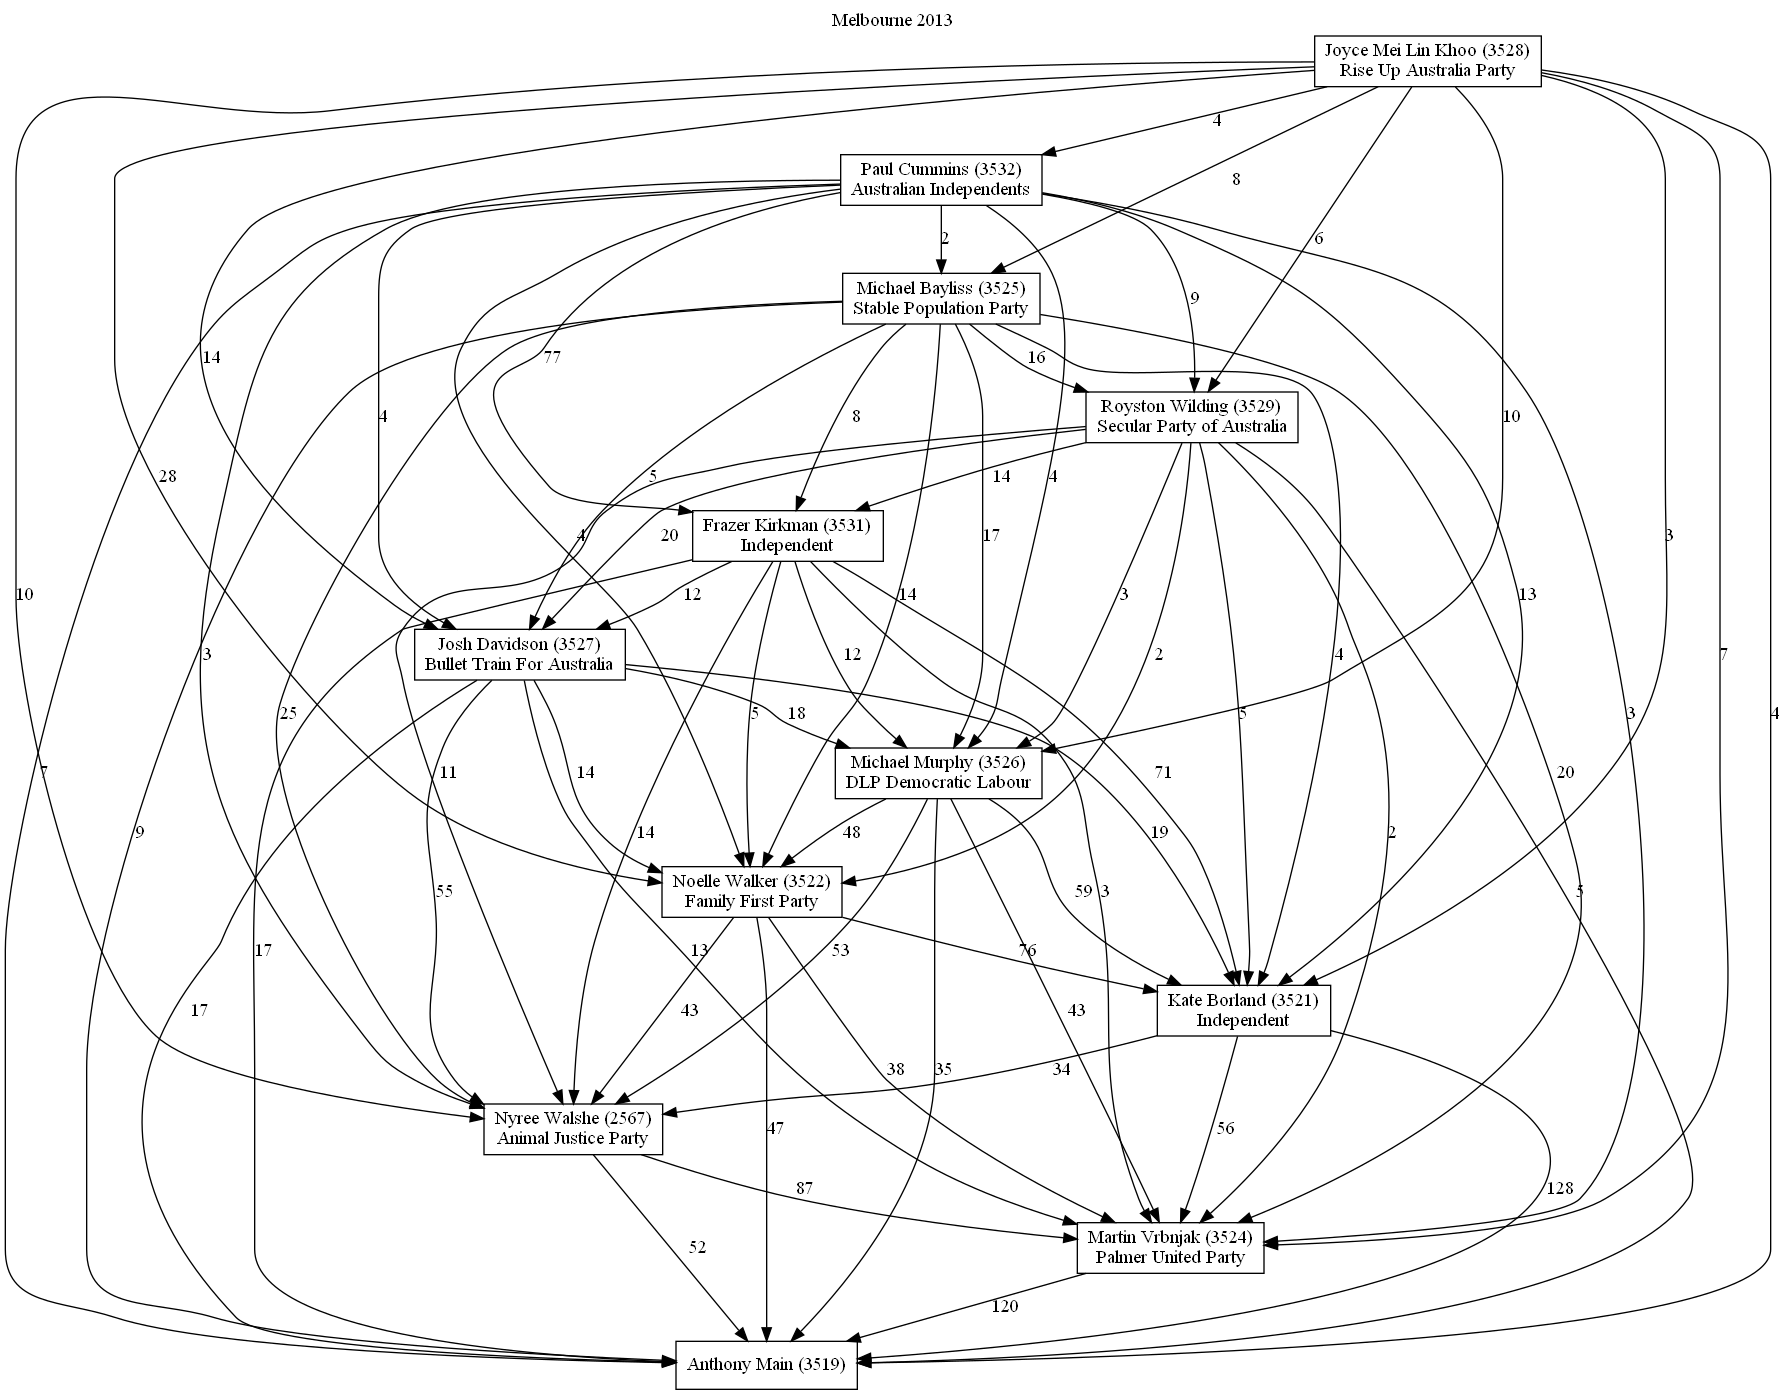 Melbourne 2013
Joyce Mei Lin Khoo (3528)
Rise Up Australia Party
4
Paul Cummins (3532)
Australian Independents
8
2
6
Michael Bayliss (3525)
Stable Population Party
9
14
77
16
Royston Wilding (3529)
Secular Party of Australia
4
8
10
28
5
14
4
Frazer Kirkman (3531)
Independent
4
20
17
3
10
12
14
3
13
Josh Davidson (3527)
Bullet Train For Australia
3
12
2
4
7
25
5
18
5
3
4
Michael Murphy (3526)
DLP Democratic Labour
7
11
14
71
20
9
14
48
19
2
Noelle Walker (3522)
Family First Party
55
59
3
5
17
13
53
76
17
43
43
Kate Borland (3521)
Independent
38
35
34
Nyree Walshe (2567)
Animal Justice Party
47
56
87
128
52
Martin Vrbnjak (3524)
Palmer United Party
120
Anthony Main (3519)